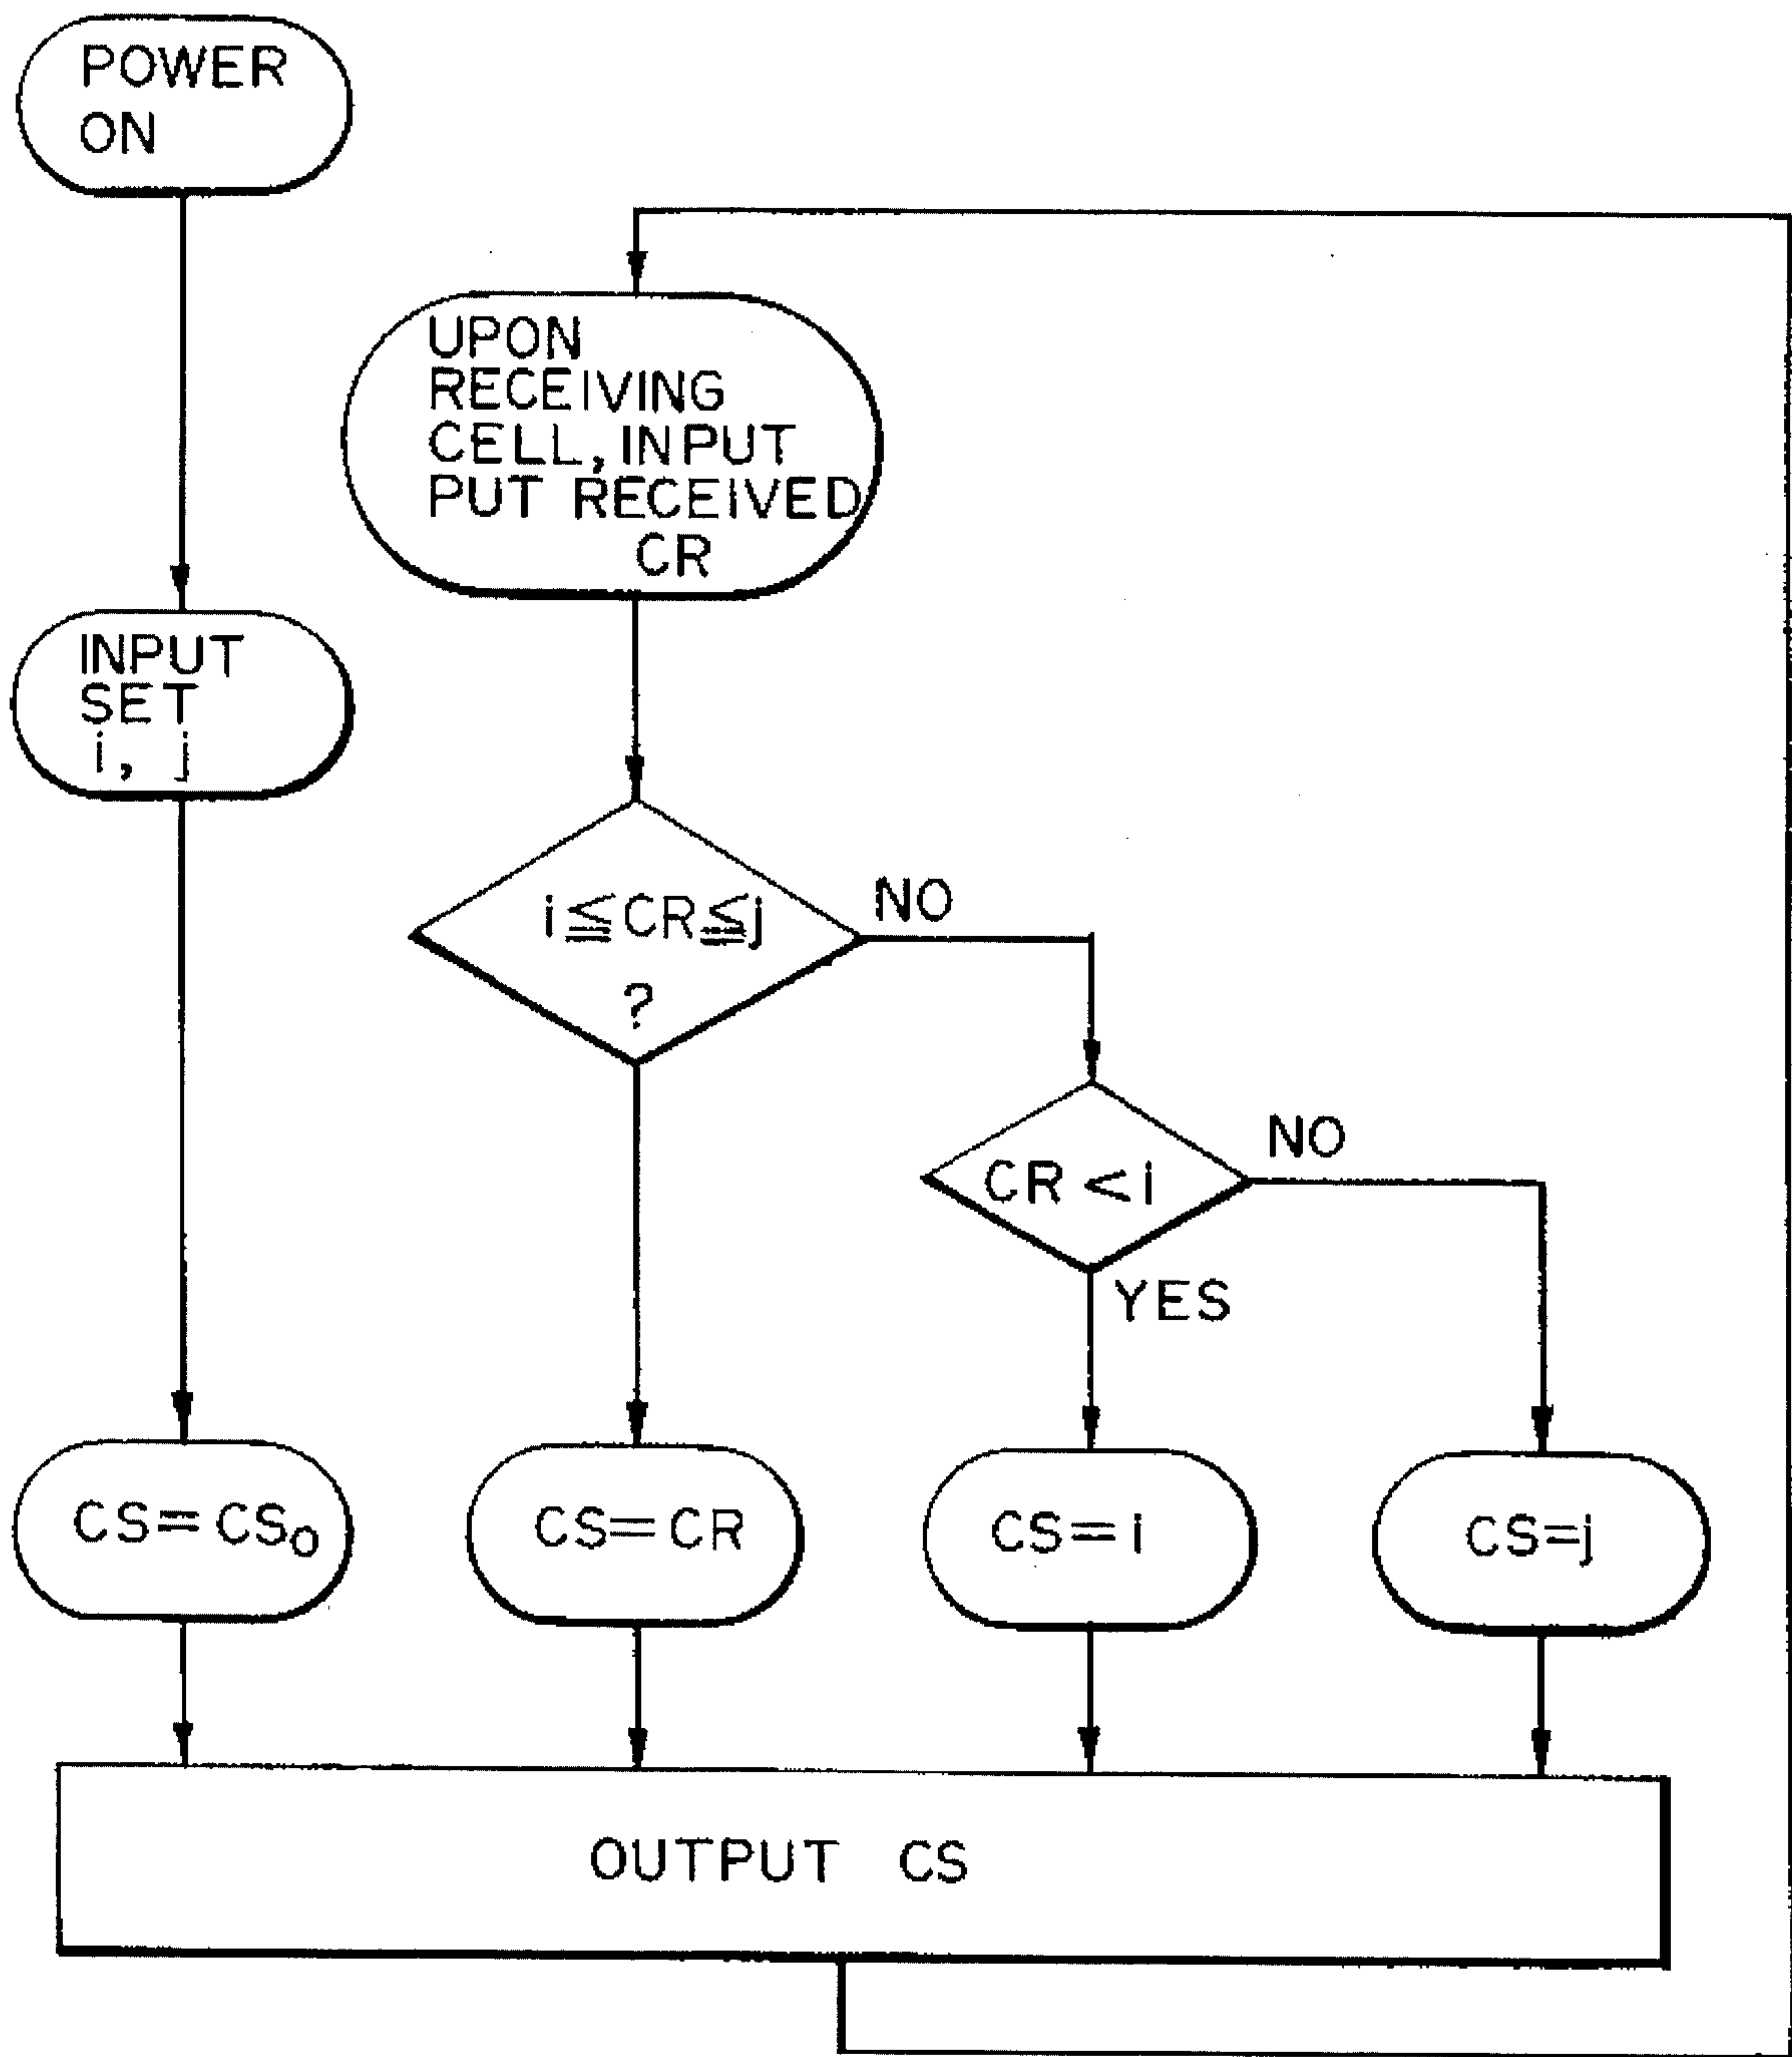 POWER
ON
UPON
RECEIVING
CELL, INPUT
PUT RECEIVED
CR
INPUT
SET
i, j
i≦CR≦j
?
NO
CR<i
NO
YES
CS=CS₀
CS=CR
CS=i
CS=j
OUTPUT CS